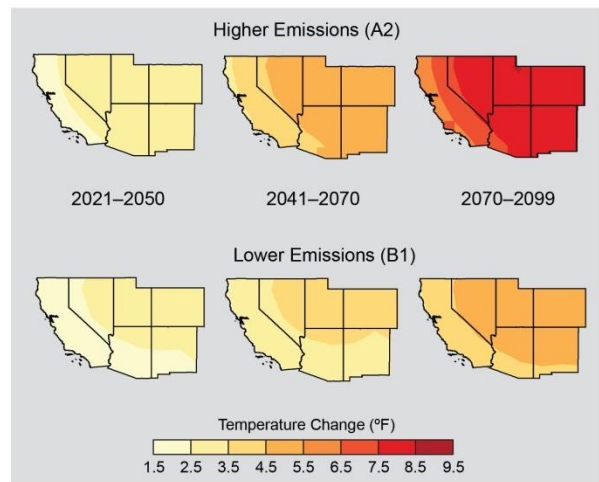 Higher Emissions (A2)
2021–2050 2041–2070 2070–2099
Lower Emissions (B1)
Temperature Change (ºF)
1.5 2.5 3.5 4.5 5.5 6.5 7.5 8.5 9.5